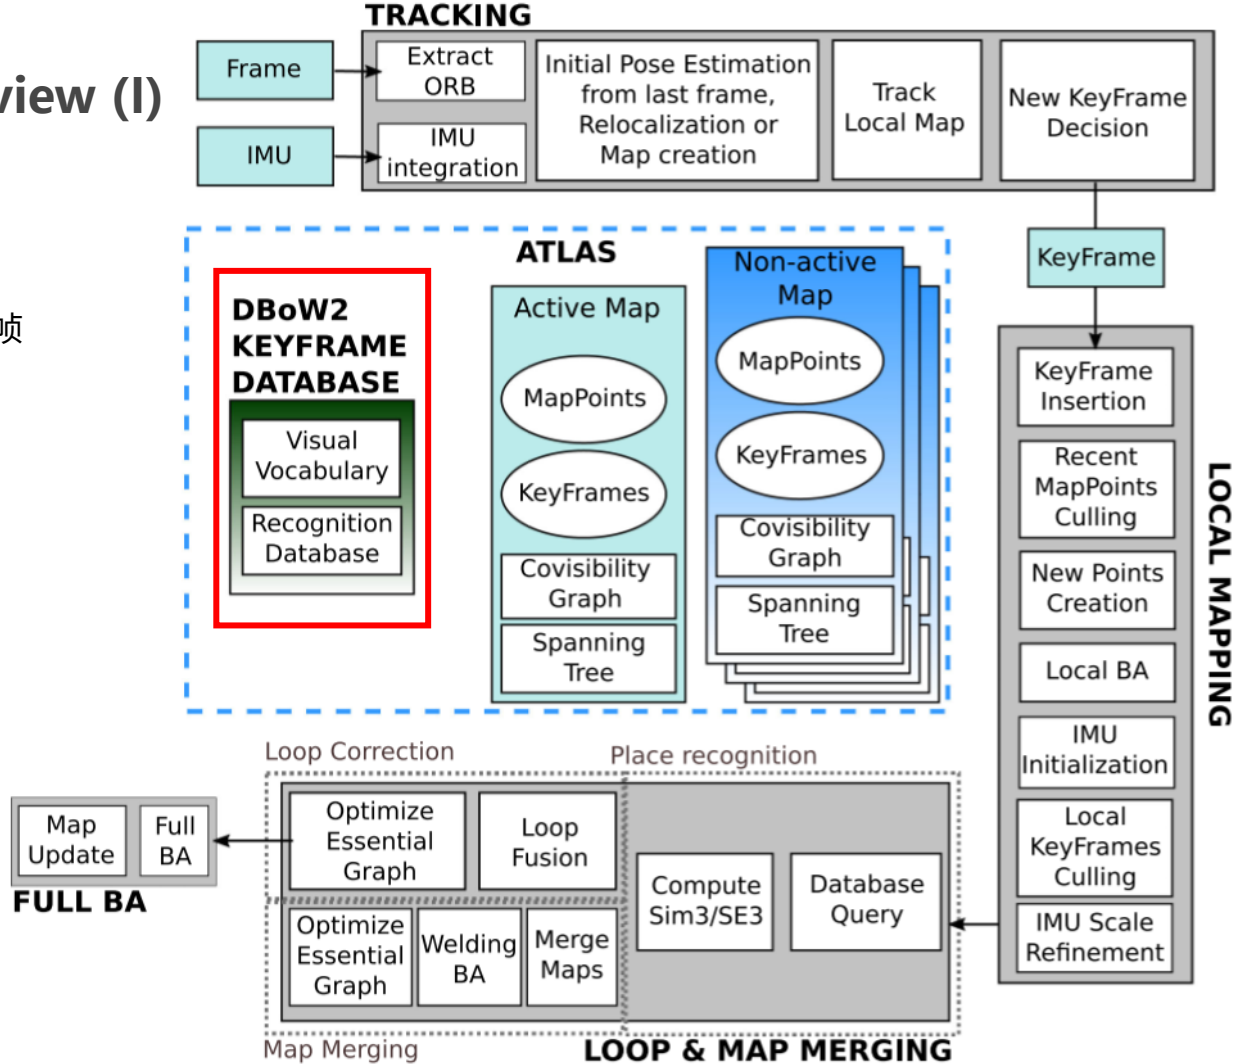 TRACKING
view (I)
Frame
IMU
Extract
ORB
IMU
integration
Initial Pose Estimation
from last frame,
Relocalization or
Map creation
Track
Local Map
New KeyFrame
Decision
KeyFrame
帧
ATLAS
DBoW2
KEYFRAME
DATABASE
Visual
Vocabulary
Recognition
Database
Active Map
MapPoints
KeyFrames
Covisibility
Graph
Spanning
Tree
Non-active
Map
MapPoints
KeyFrames
Covisibility
Graph
Spanning
Tree
KeyFrame
Insertion
Recent
MapPoints
Culling
New Points
Creation
Local BA
IMU
Initialization
Local
KeyFrames
Culling
IMU Scale
Refinement
LOCAL MAPPING
Loop Correction
Place recognition
Optimize
Essential
Graph
Loop
Fusion
Compute
Sim3/SE3
Database
Query
Optimize
Essential
Graph
Welding
BA
Merge
Maps
Map Merging
LOOP & MAP MERGING
Map
Update
Full
BA
FULL BA